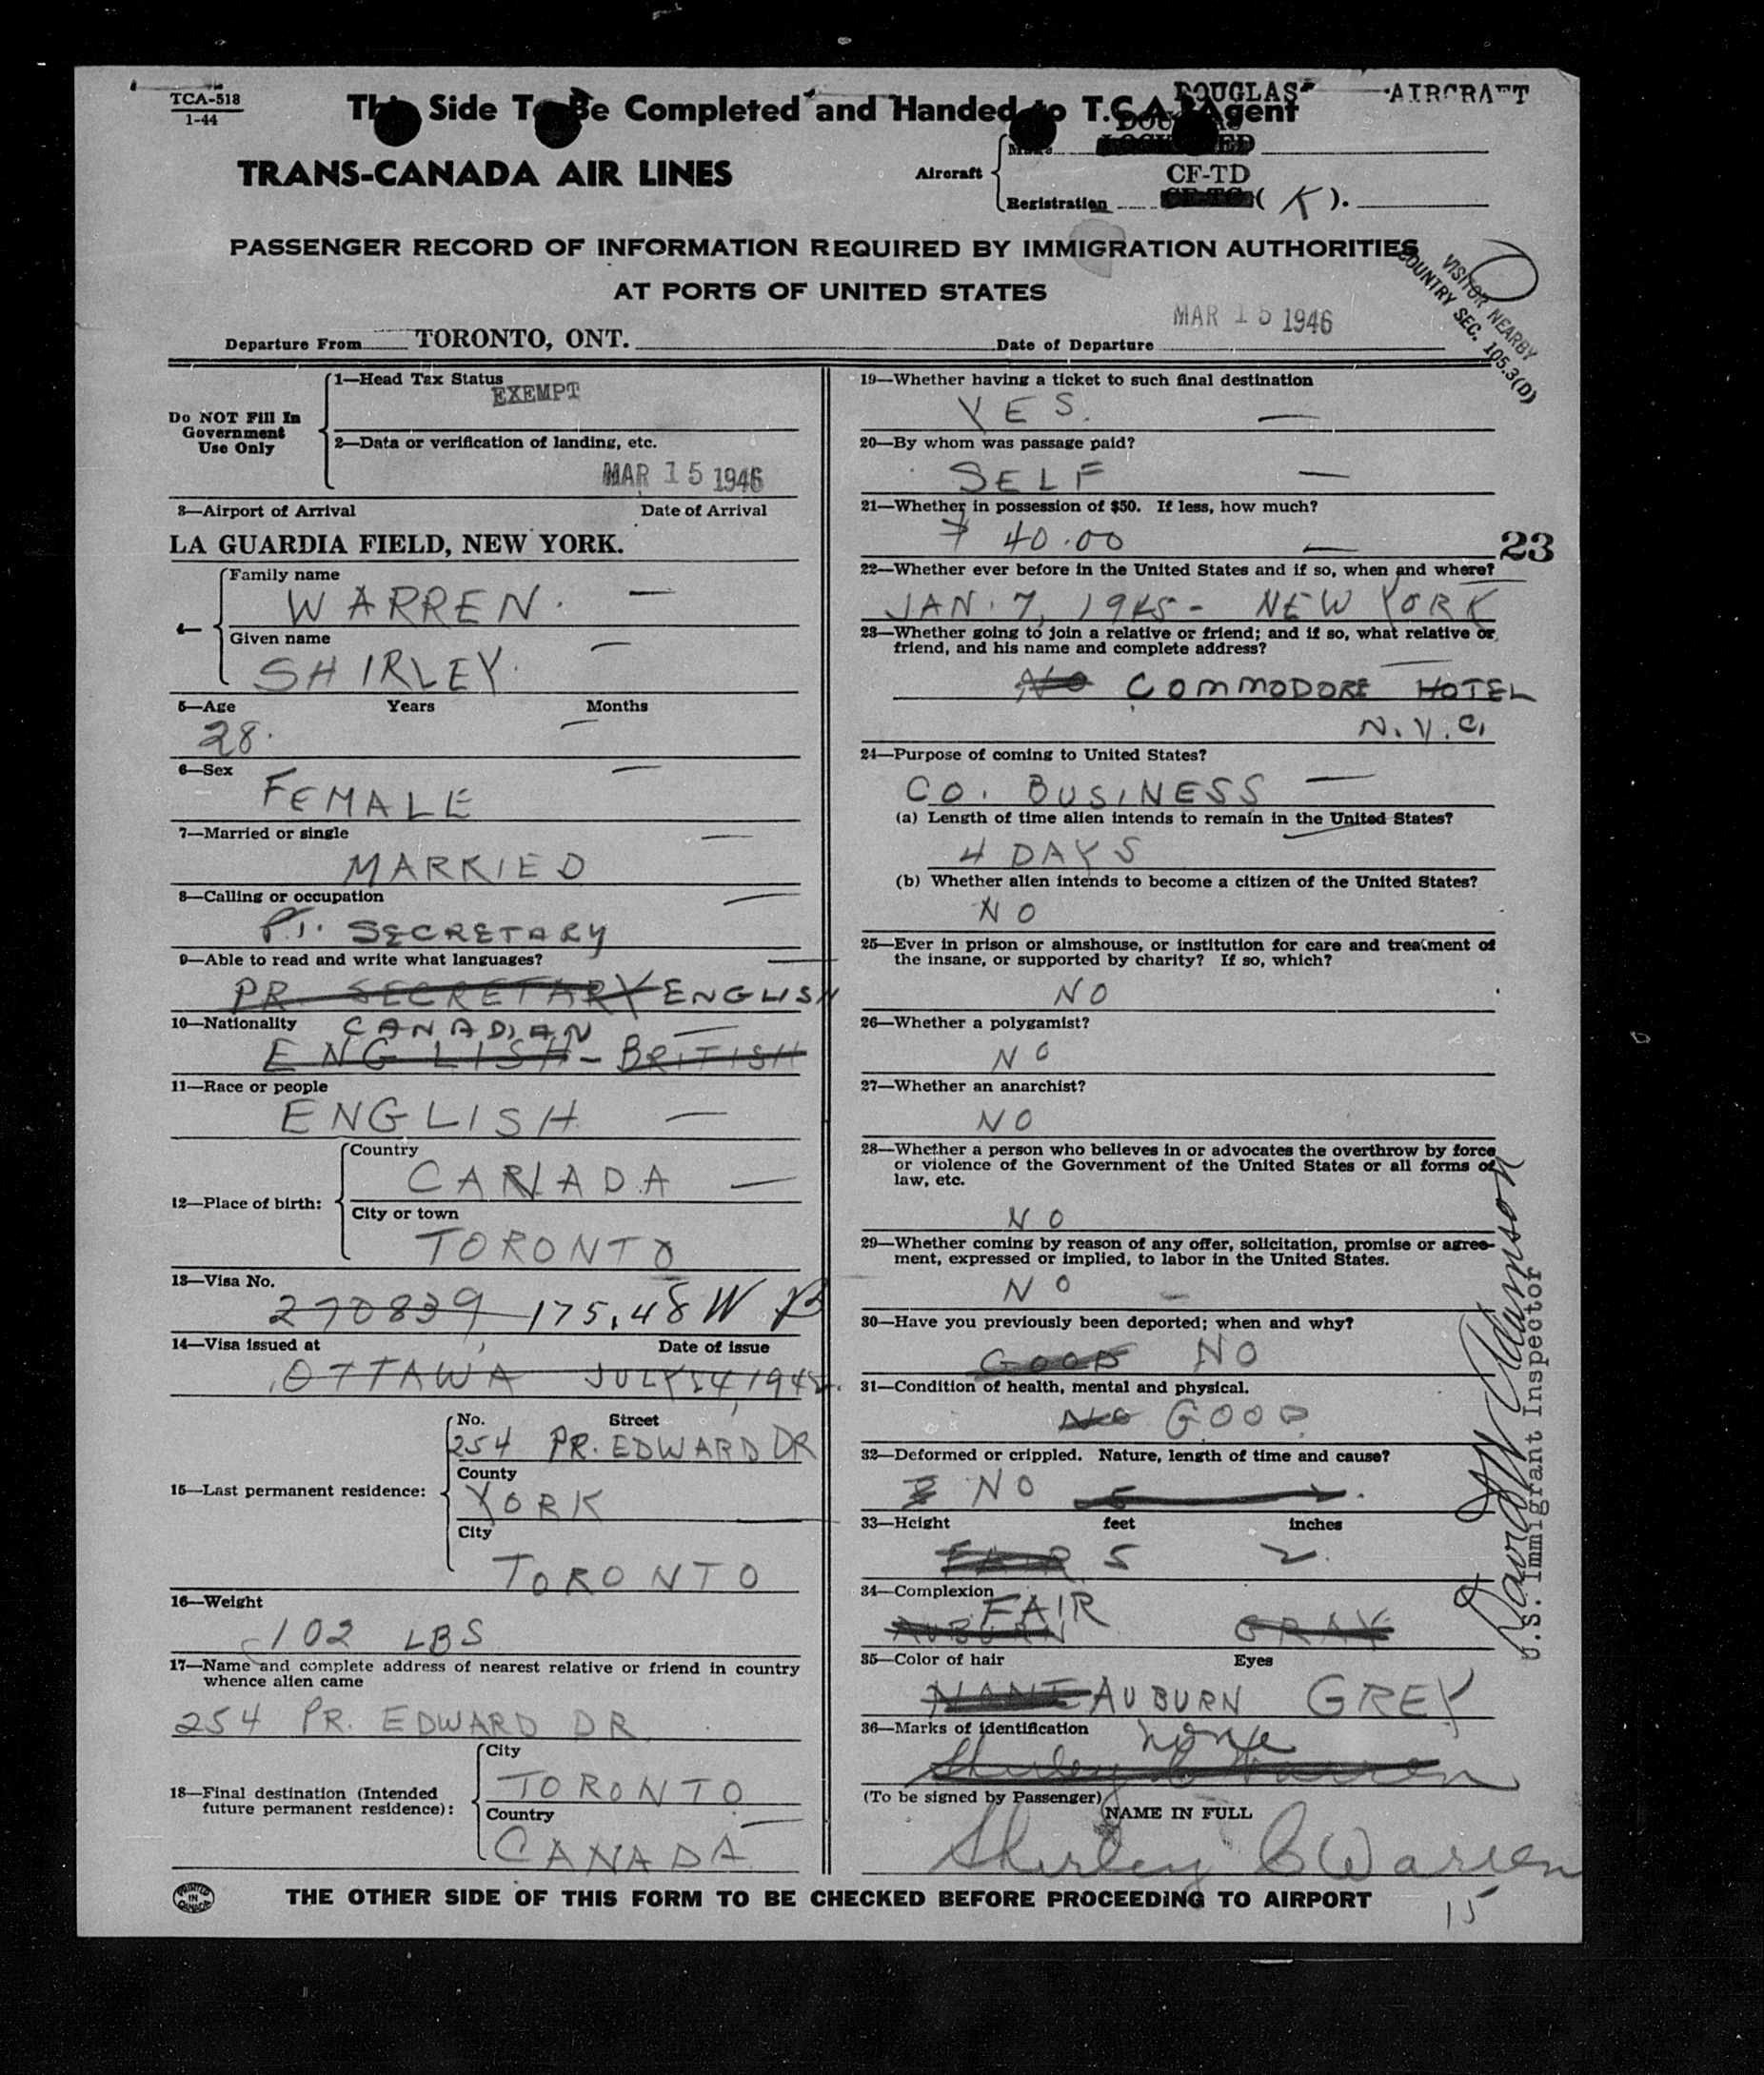 TCA-518
1-44
This Side To Be Completed and Handed to T.C.A. Agent
DOUGLAS AIRCRAFT
TRANS-CANADA AIR LINES
Aircraft
Make
Registration
CF-TD
( K ).
PASSENGER RECORD OF INFORMATION REQUIRED BY IMMIGRATION AUTHORITIES
AT PORTS OF UNITED STATES
VISITOR NEARBY
COUNTRY SEC. 105.3(D)
Departure From TORONTO, ONT.
Date of Departure MAR 15 1946
Do NOT Fill In
Government
Use Only
1—Head Tax Status
EXEMPT
2—Data or verification of landing, etc.
MAR 15 1946
3—Airport of Arrival Date of Arrival
LA GUARDIA FIELD, NEW YORK.
4—
Family name
WARREN. —
Given name
SHIRLEY. —
5—Age Years Months
28. —
6—Sex
FEMALE —
7—Married or single
MARRIED —
8—Calling or occupation
SECRETARY
9—Able to read and write what languages?
PR. SECRETARY ENGLISH
10—Nationality
CANADIAN
ENGLISH - BRITISH
11—Race or people
ENGLISH —
12—Place of birth:
Country
CANADA —
City or town
TORONTO
13—Visa No.
270839 175.48 W
14—Visa issued at Date of issue
OTTAWA JULY
15—Last permanent residence:
No. Street
254 PR. EDWARD DR
County
YORK
City
TORONTO
16—Weight
102 LBS
17—Name and complete address of nearest relative or friend in country
whence alien came
254 PR. EDWARD DR.
18—Final destination (Intended
future permanent residence):
City
TORONTO
Country
CANADA
19—Whether having a ticket to such final destination
YES. —
20—By whom was passage paid?
SELF —
21—Whether in possession of $50. If less, how much?
$ 40.00 —
23
22—Whether ever before in the United States and if so, when and where?
JAN. 7, 1945 - NEW YORK
23—Whether going to join a relative or friend; and if so, what relative or
friend, and his name and complete address?
NO COMMODORE HOTEL
N.Y.C.
24—Purpose of coming to United States?
CO. BUSINESS —
(a) Length of time alien intends to remain in the United States?
4 DAYS
(b) Whether alien intends to become a citizen of the United States?
NO
25—Ever in prison or almshouse, or institution for care and treatment of
the insane, or supported by charity? If so, which?
NO
26—Whether a polygamist?
NO
27—Whether an anarchist?
NO
28—Whether a person who believes in or advocates the overthrow by force
or violence of the Government of the United States or all forms of
law, etc.
NO
29—Whether coming by reason of any offer, solicitation, promise or agree-
ment, expressed or implied, to labor in the United States.
NO —
30—Have you previously been deported; when and why?
GOOD NO
31—Condition of health, mental and physical.
NO GOOD
32—Deformed or crippled. Nature, length of time and cause?
NO
33—Height feet inches
FAIR 5 2.
34—Complexion
FAIR
AUBURN GRAY
35—Color of hair Eyes
NONE AUBURN GREY
36—Marks of identification
none
Shirley C Warren
(To be signed by Passenger)
NAME IN FULL
Shirley C Warren
U.S. Immigrant Inspector
PRINTED
IN
CANADA
THE OTHER SIDE OF THIS FORM TO BE CHECKED BEFORE PROCEEDING TO AIRPORT
15